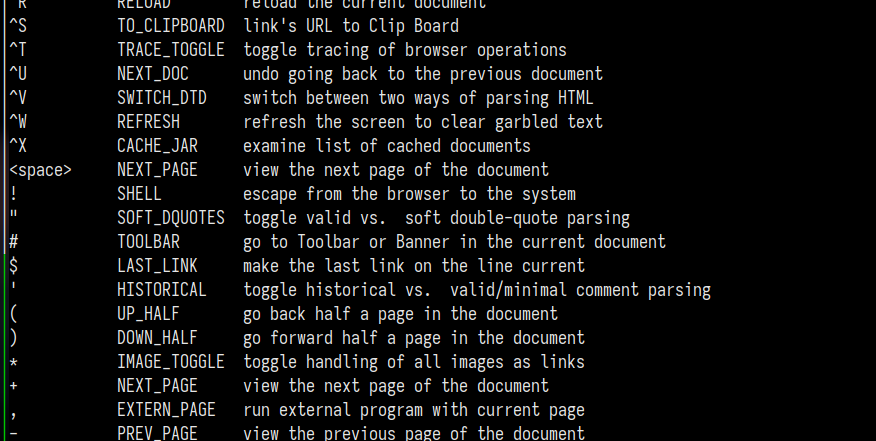 ^R          RELOAD        reload the current document
^S          TO_CLIPBOARD  link's URL to Clip Board
^T          TRACE_TOGGLE  toggle tracing of browser operations
^U          NEXT_DOC      undo going back to the previous document
^V          SWITCH_DTD    switch between two ways of parsing HTML
^W          REFRESH       refresh the screen to clear garbled text
^X          CACHE_JAR     examine list of cached documents
<space>     NEXT_PAGE     view the next page of the document
!           SHELL         escape from the browser to the system
"           SOFT_DQUOTES  toggle valid vs.  soft double-quote parsing
#           TOOLBAR       go to Toolbar or Banner in the current document
$           LAST_LINK     make the last link on the line current
'           HISTORICAL    toggle historical vs.  valid/minimal comment parsing
(           UP_HALF       go back half a page in the document
)           DOWN_HALF     go forward half a page in the document
*           IMAGE_TOGGLE  toggle handling of all images as links
+           NEXT_PAGE     view the next page of the document
,           EXTERN_PAGE   run external program with current page
-           PREV_PAGE     view the previous page of the document